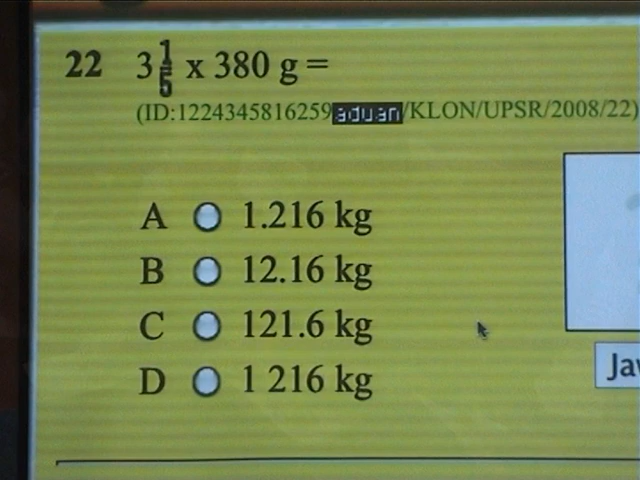 22 3 1/5 x 380 g =
(ID:1224345816259 aduan/KLON/UPSR/2008/22)
A 1.216 kg
B 12.16 kg
C 121.6 kg
D 1 216 kg